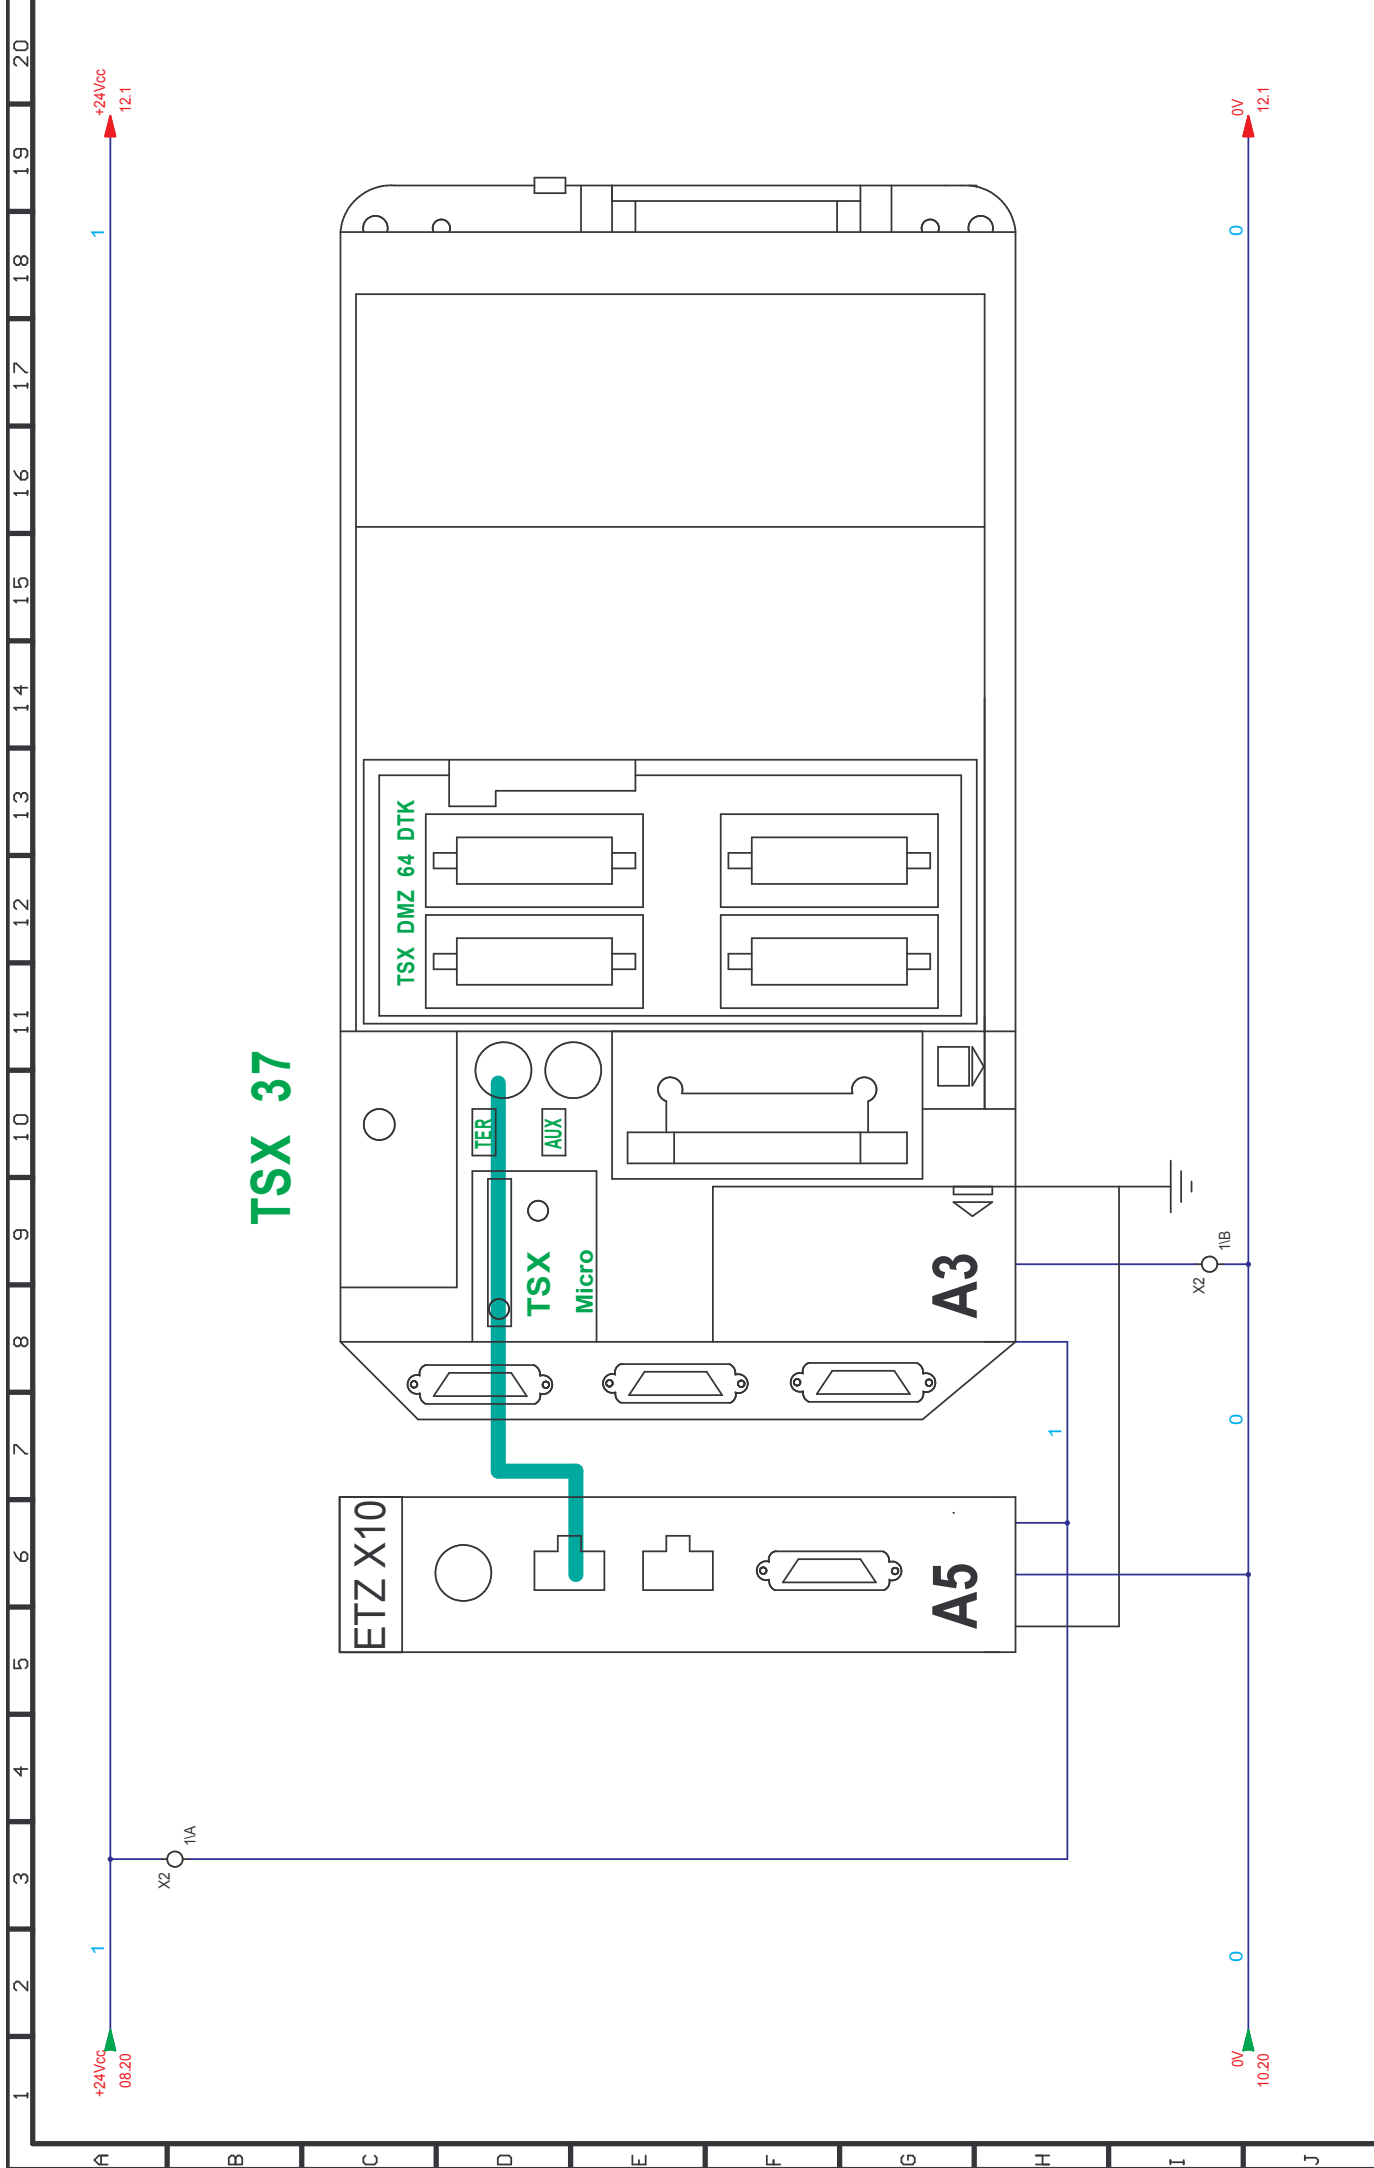 +24Vcc
08.20
1
X2
1\A
1
+24Vcc
12.1
TSX 37
ETZ X10
A5
TSX
Micro
TER
AUX
A3
TSX DMZ 64 DTK
1
0V
10.20
0
0
X2
1\B
0
0V
12.1
1
2
3
4
5
6
7
8
9
10
11
12
13
14
15
16
17
18
19
20
A
B
C
D
E
F
G
H
I
J